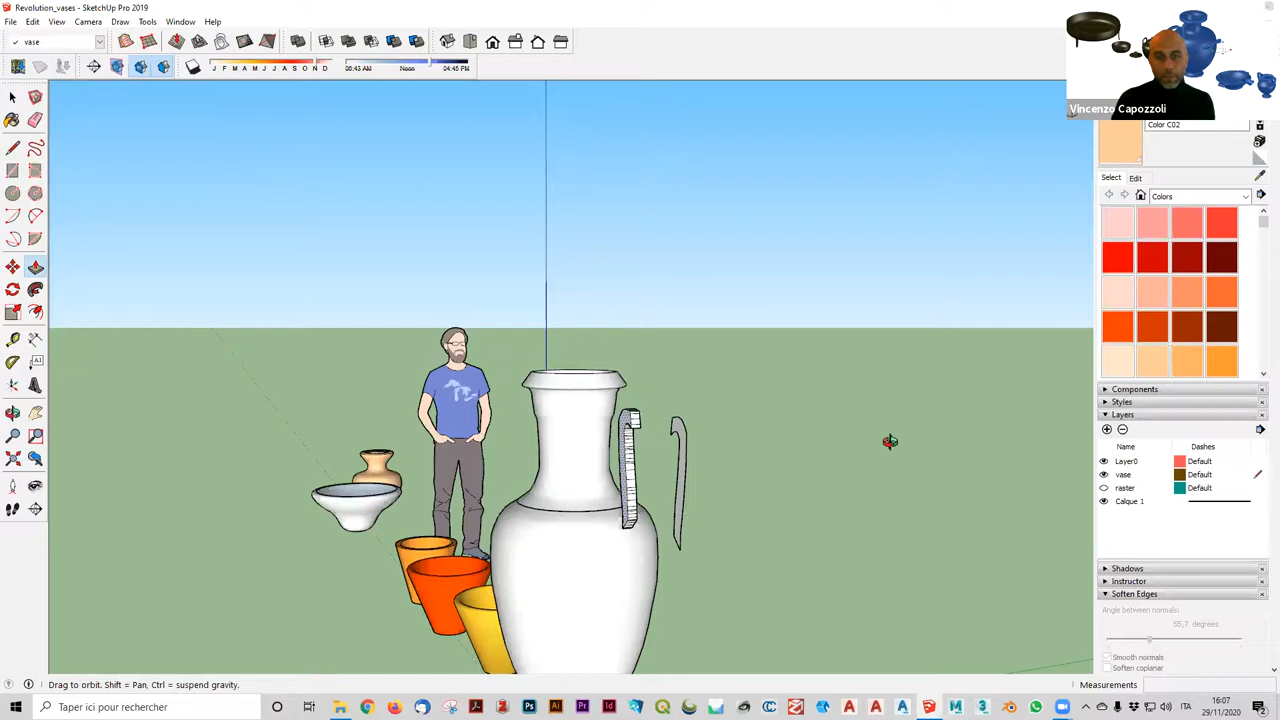 Revolution_vases - SketchUp Pro 2019
File Edit View Camera Draw Tools Window Help
vase
J F M A M J J A S O N D 06:43 AM Noon 04:45 PM
Vincenzo Capozzoli
Color C02
Select Edit
Colors
Components
Styles
Layers
Name Dashes
Layer0 Default
vase Default
raster Default
Calque 1
Shadows
Instructor
Soften Edges
Angle between normals:
55,7 degrees
Smooth normals
Soften coplanar
Drag to orbit. Shift = Pan, Ctrl = suspend gravity.
Measurements
Taper ici pour rechercher
ITA
16:07
29/11/2020